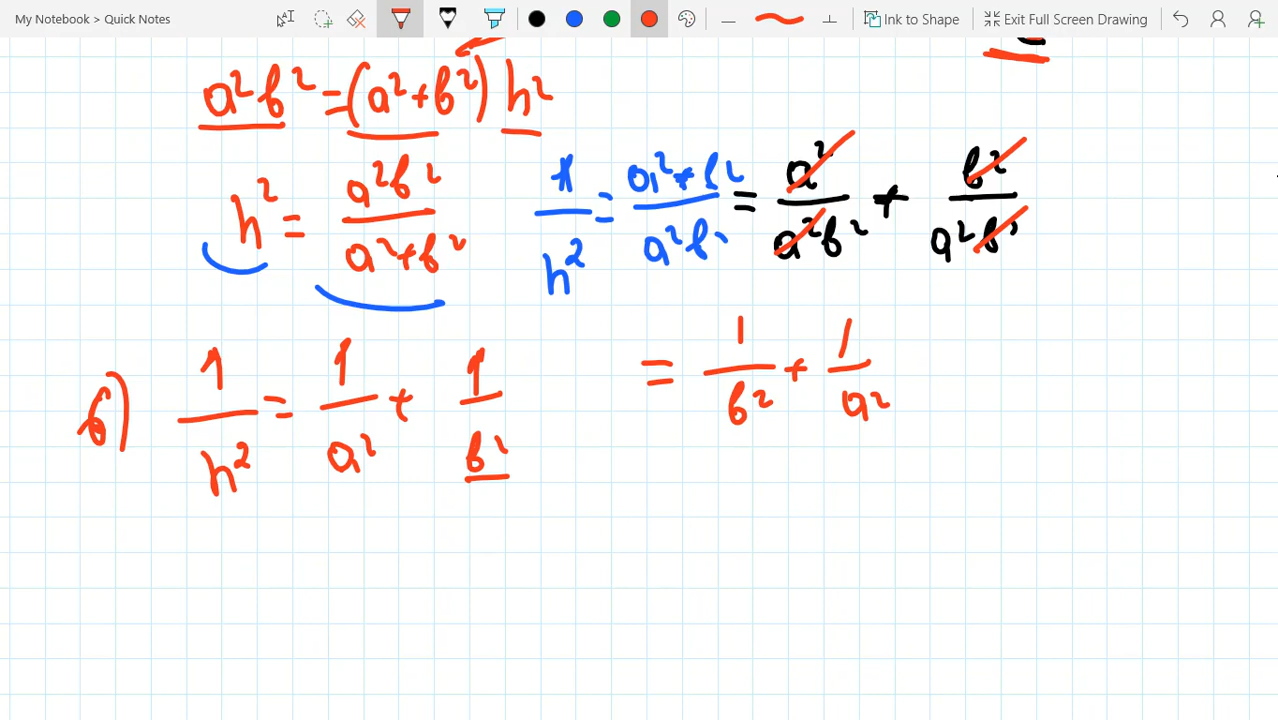 My Notebook > Quick Notes
Ink to Shape
Exit Full Screen Drawing
a²b² = (a² + b²) h²
h² = a²b² / a² + b²
1 / h² = a² + b² / a²b² = a² / a²b² + b² / a²b²
= 1 / b² + 1 / a²
б) 1 / h² = 1 / a² + 1 / b²